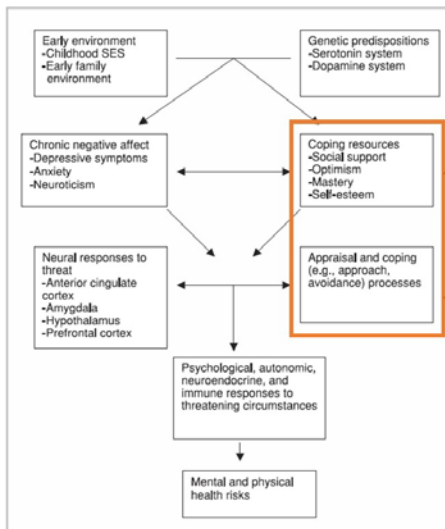 Early environment
-Childhood SES
-Early family
environment
Genetic predispositions
-Serotonin system
-Dopamine system
Chronic negative affect
-Depressive symptoms
-Anxiety
-Neuroticism
Coping resources
-Social support
-Optimism
-Mastery
-Self-esteem
Neural responses to
threat
-Anterior cingulate
cortex
-Amygdala
-Hypothalamus
-Prefrontal cortex
Appraisal and coping
(e.g., approach,
avoidance) processes
Psychological, autonomic,
neuroendocrine, and
immune responses to
threatening circumstances
Mental and physical
health risks